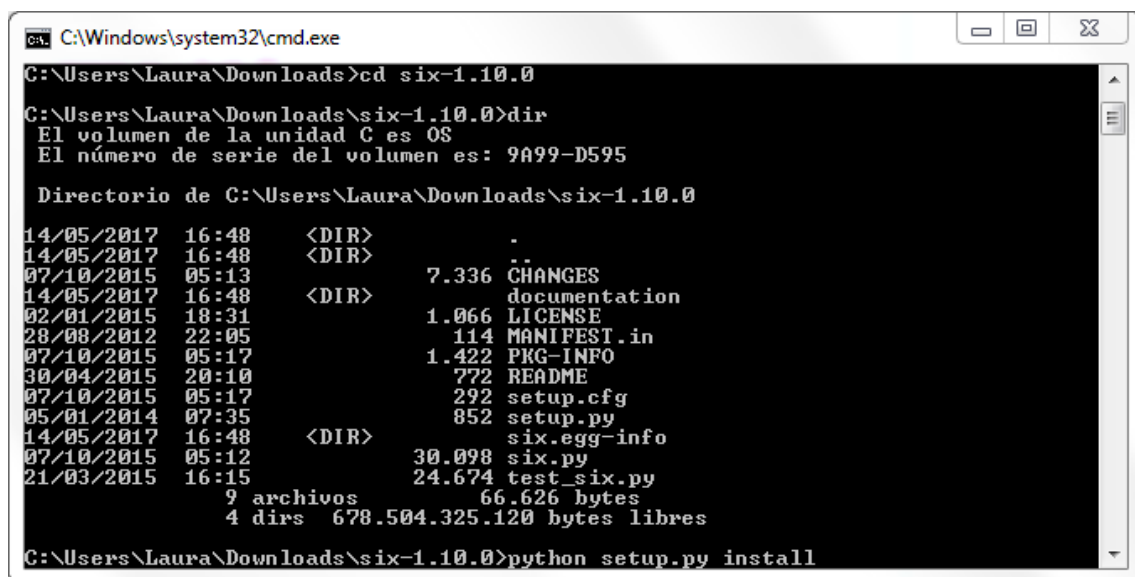 C:\Windows\system32\cmd.exe
C:\Users\Laura\Downloads>cd six-1.10.0
C:\Users\Laura\Downloads\six-1.10.0>dir
 El volumen de la unidad C es OS
 El número de serie del volumen es: 9A99-D595
 Directorio de C:\Users\Laura\Downloads\six-1.10.0
14/05/2017  16:48    <DIR>          .
14/05/2017  16:48    <DIR>          ..
07/10/2015  05:13             7.336 CHANGES
14/05/2017  16:48    <DIR>          documentation
02/01/2015  18:31             1.066 LICENSE
28/08/2012  22:05               114 MANIFEST.in
07/10/2015  05:17             1.422 PKG-INFO
30/04/2015  20:10               772 README
07/10/2015  05:17               292 setup.cfg
05/01/2014  07:35               852 setup.py
14/05/2017  16:48    <DIR>          six.egg-info
07/10/2015  05:12            30.098 six.py
21/03/2015  16:15            24.674 test_six.py
               9 archivos         66.626 bytes
               4 dirs  678.504.325.120 bytes libres
C:\Users\Laura\Downloads\six-1.10.0>python setup.py install